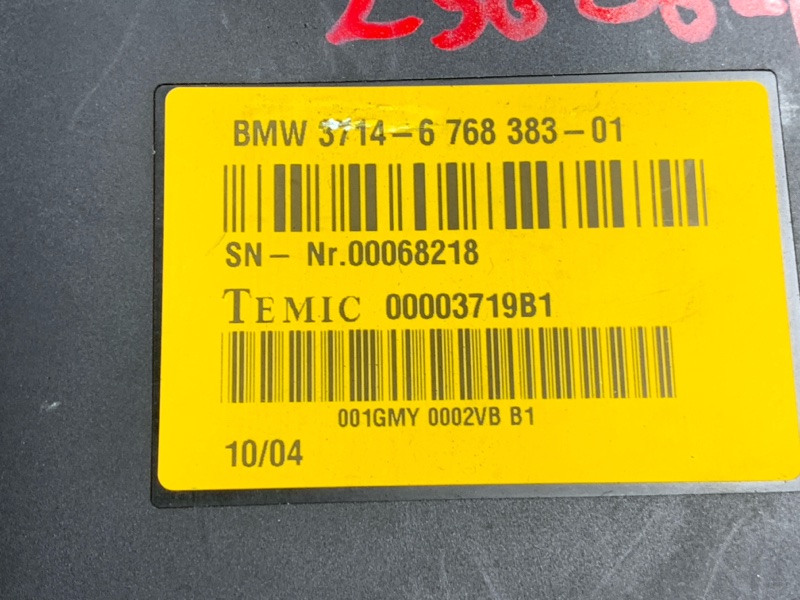 BMW 3714-6 768 383-01
SN- Nr.00068218
TEMIC 00003719B1
001GMY 0002VB B1
10/04